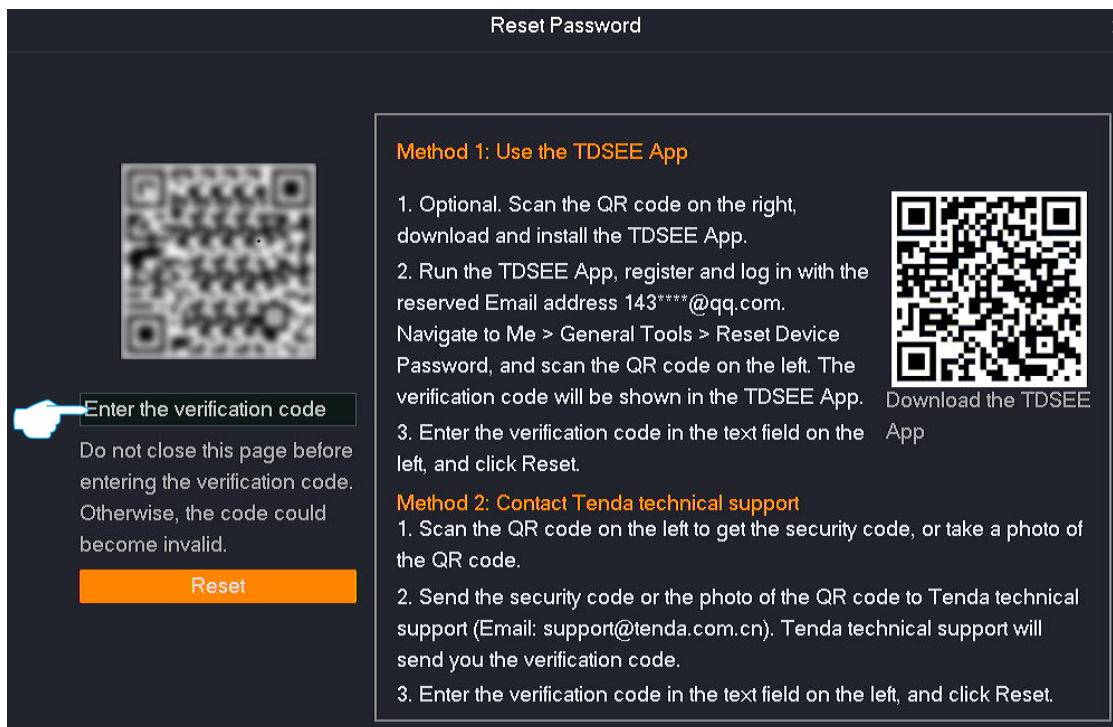 Reset Password
Enter the verification code
Do not close this page before
entering the verification code.
Otherwise, the code could
become invalid.
Reset
Method 1: Use the TDSEE App
1. Optional. Scan the QR code on the right,
download and install the TDSEE App.
2. Run the TDSEE App, register and log in with the
reserved Email address 143****@qq.com.
Navigate to Me > General Tools > Reset Device
Password, and scan the QR code on the left. The
verification code will be shown in the TDSEE App.
3. Enter the verification code in the text field on the
left, and click Reset.
Download the TDSEE
App
Method 2: Contact Tenda technical support
1. Scan the QR code on the left to get the security code, or take a photo of
the QR code.
2. Send the security code or the photo of the QR code to Tenda technical
support (Email: support@tenda.com.cn). Tenda technical support will
send you the verification code.
3. Enter the verification code in the text field on the left, and click Reset.